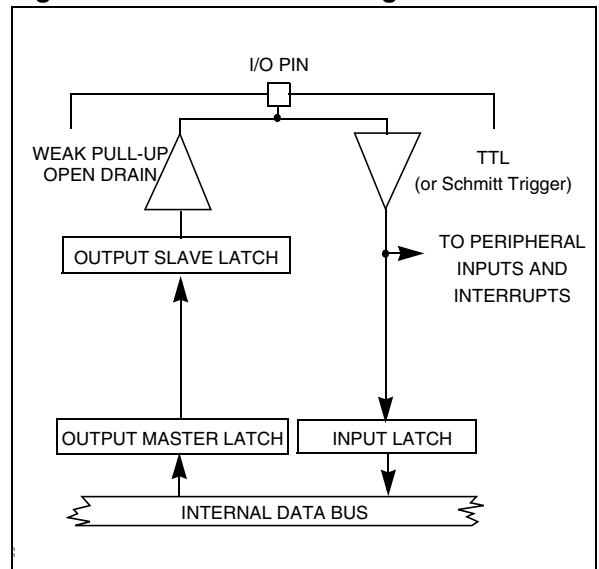 I/O PIN
WEAK PULL-UP
OPEN DRAIN
TTL
(or Schmitt Trigger)
OUTPUT SLAVE LATCH
TO PERIPHERAL
INPUTS AND
INTERRUPTS
OUTPUT MASTER LATCH
INPUT LATCH
INTERNAL DATA BUS